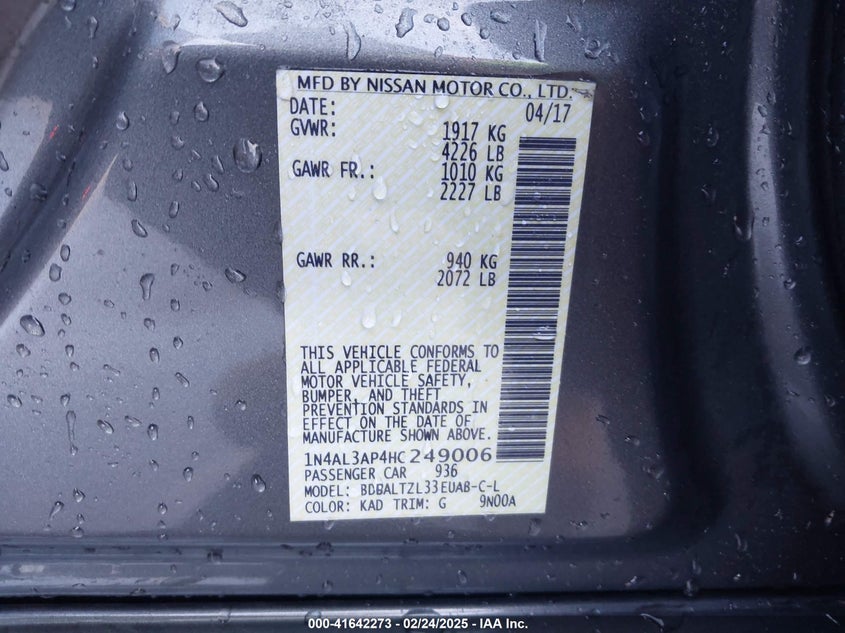 MFD BY NISSAN MOTOR CO., LTD.
DATE: 04/17
GVWR: 1917 KG
4226 LB
GAWR FR.: 1010 KG
2227 LB
GAWR RR.: 940 KG
2072 LB
THIS VEHICLE CONFORMS TO
ALL APPLICABLE FEDERAL
MOTOR VEHICLE SAFETY,
BUMPER, AND THEFT
PREVENTION STANDARDS IN
EFFECT ON THE DATE OF
MANUFACTURE SHOWN ABOVE.
1N4AL3AP4HC249006
PASSENGER CAR 936
MODEL: BDBALTZL33EUAB-C-L
COLOR: KAD TRIM: G 9N00A
000-41642273 - 02/24/2025 - IAA Inc.